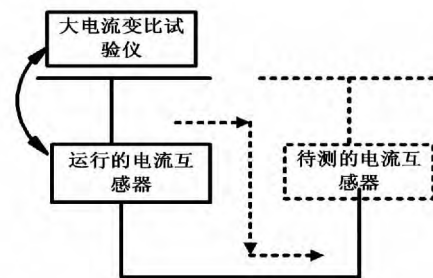 大电流变比试
验仪
运行的电流互
感器
待测的电流互
感器